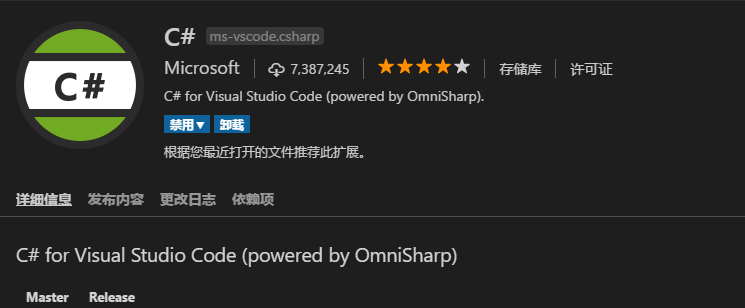 C#
C# ms-vscode.csharp
Microsoft 7,387,245 存储库 许可证
C# for Visual Studio Code (powered by OmniSharp).
禁用▼ 卸载
根据您最近打开的文件推荐此扩展。
详细信息 发布内容 更改日志 依赖项
C# for Visual Studio Code (powered by OmniSharp)
Master Release